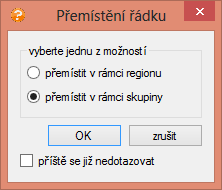 Přemístění řádku
vyberte jednu z možností
přemístit v rámci regionu
přemístit v rámci skupiny
OK zrušit
příště se již nedotazovat